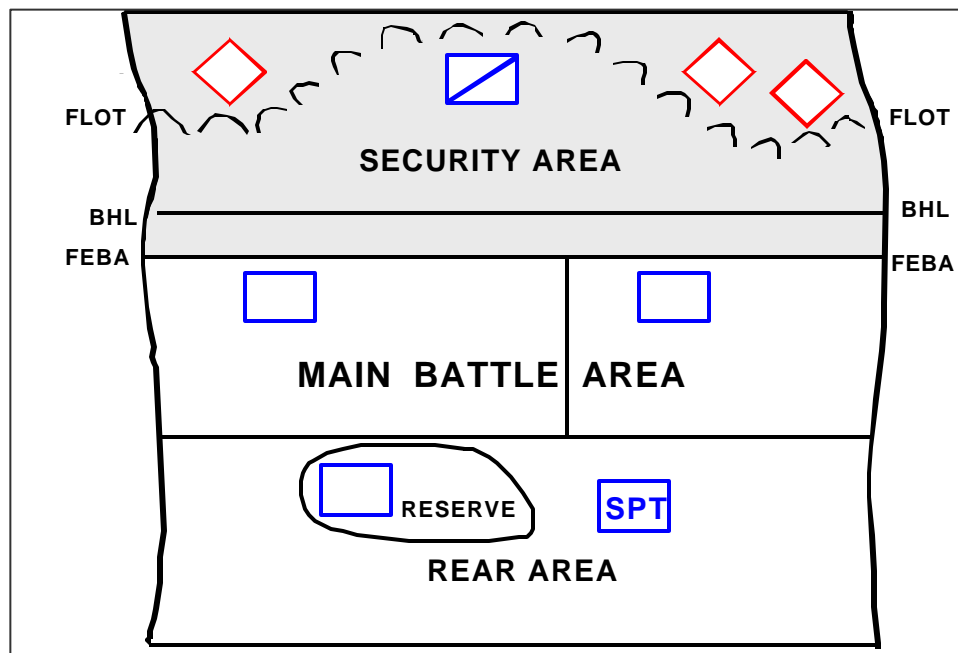 FLOT FLOT
SECURITY AREA
BHL BHL
FEBA FEBA
MAIN BATTLE AREA
RESERVE SPT
REAR AREA